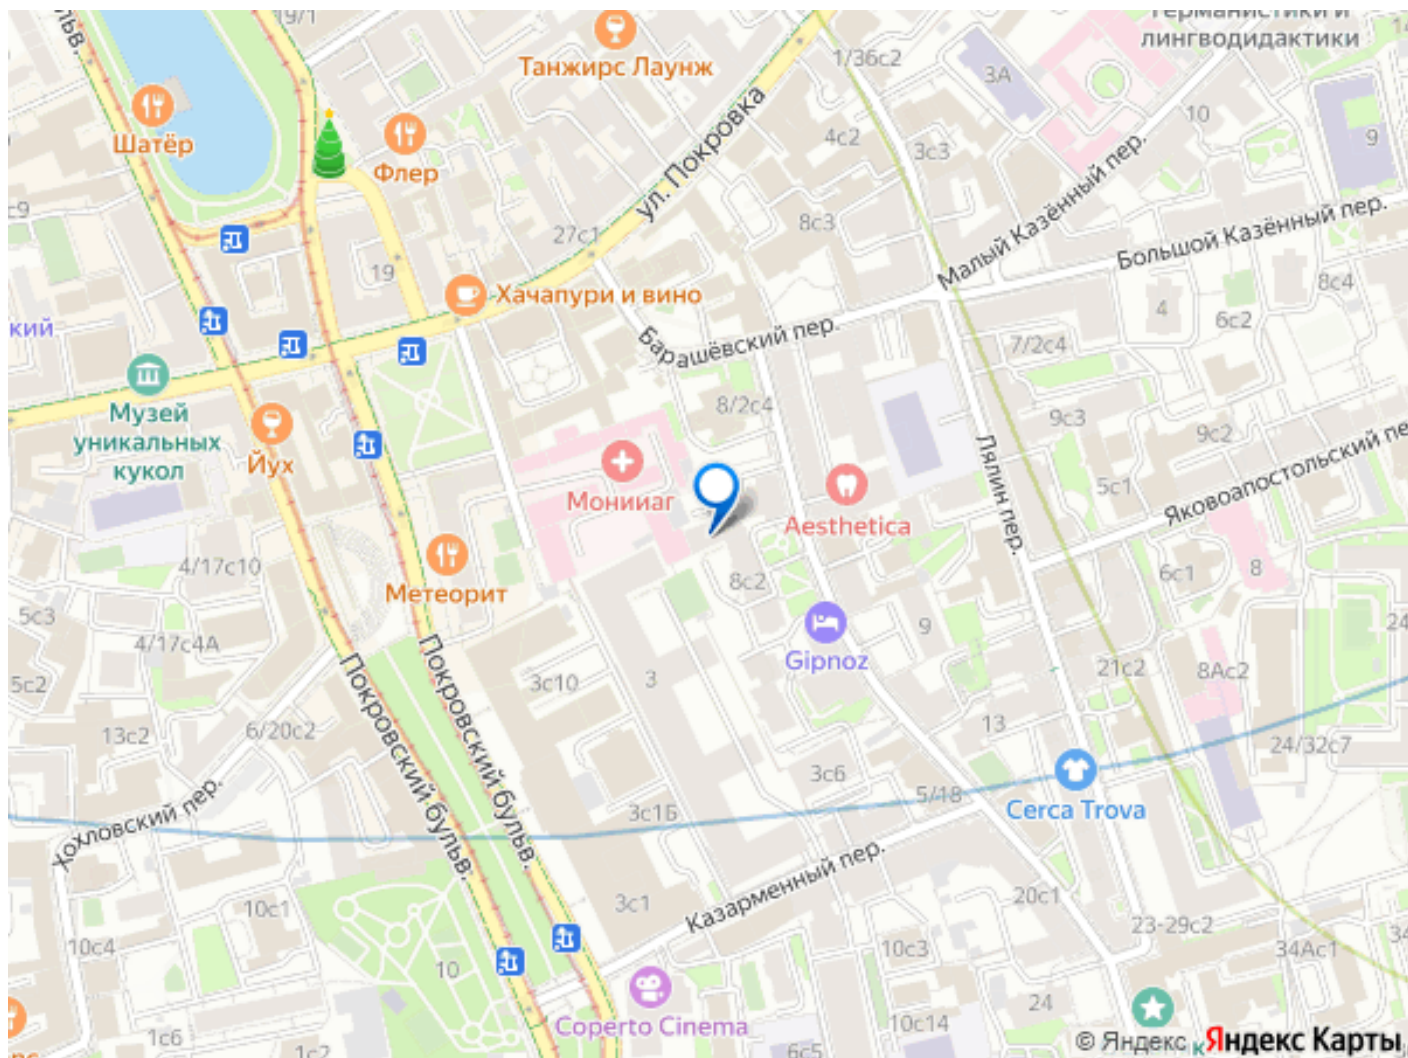 19/1
Германистики и
лингводидактики
Танжирс Лаунж
1/36с2
3А
Шатёр
Флер
4с2
3с3
10
9
ул. Покровка
Малый Казённый пер.
Большой Казённый пер.
8с3
27с1
19
Хачапури и вино
Барашёвский пер.
4
6с2
8с4
7/2с4
Музей
уникальных
кукол
Йух
8/2с4
9с3
9с2
Мониіаг
Aesthetica
Лялин пер.
5с1
Яковоапостольский пе
4/17с10
Метеорит
8с2
6с1
8
5с3
4/17с4А
Gipnoz
9
21с2
8Ас2
24
5с2
3с10
3
13
13с2
6/20с2
Покровский бульв.
Покровский бульв.
24/32с7
3с6
5/18
Cerca Trova
3с1Б
Хохловский пер.
Казарменный пер.
10с1
3с1
20с1
23-29с2
10с4
10
10с3
34Ас1
24
Coperto Cinema
10с14
1с6
1с2
6с5
© Яндекс Яндекс Карты